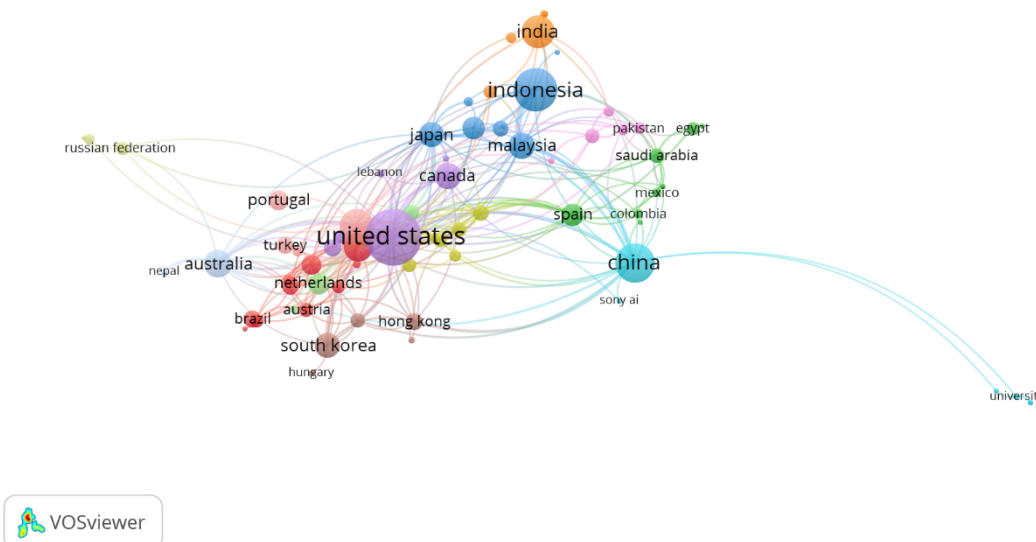 india
indonesia
japan
malaysia
pakistan
egypt
saudi arabia
russian federation
lebanon
canada
mexico
portugal
spain
colombia
united states
turkey
nepal
australia
china
netherlands
sony ai
brazil
austria
hong kong
south korea
hungary
universit
VOSviewer